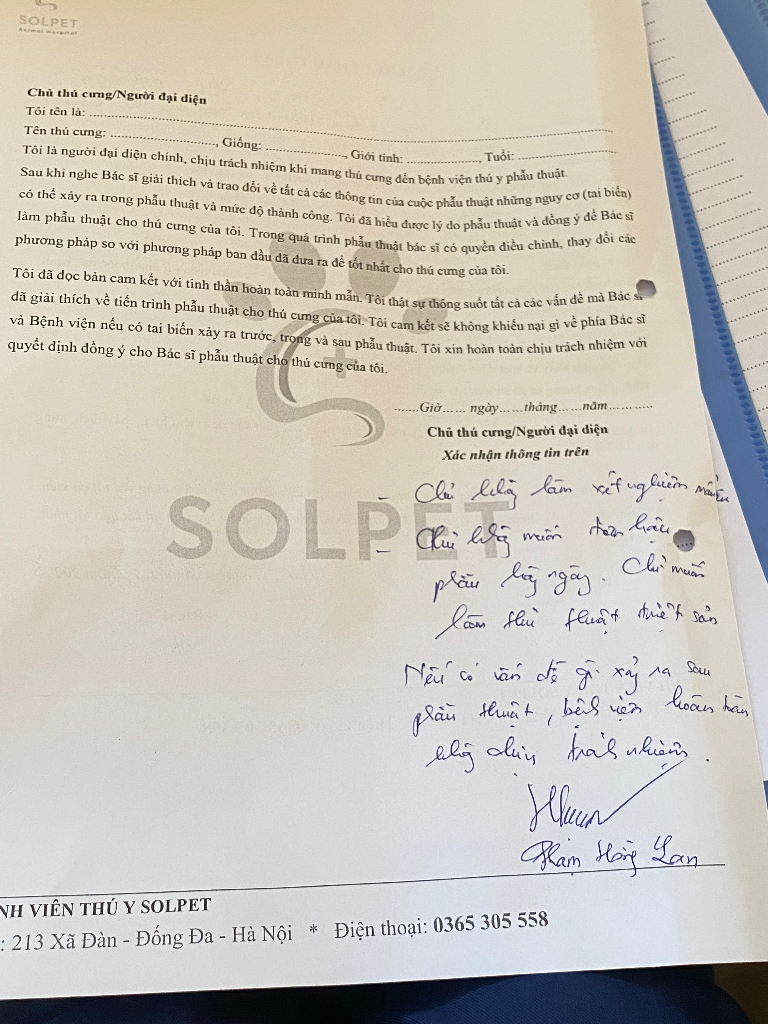 SOLPET
Animal Hospital
Chủ thú cưng/Người đại diện
Tôi tên là: ........................................................................
Tên thú cưng: ........................, Giống: ...................., Giới tính: .................., Tuổi: ........................
Tôi là người đại diện chính, chịu trách nhiệm khi mang thú cưng đến bệnh viện thú y phẫu thuật.
Sau khi nghe Bác sĩ giải thích và trao đổi về tất cả các thông tin của cuộc phẫu thuật những nguy cơ (tai biến)
có thể xảy ra trong phẫu thuật và mức độ thành công. Tôi đã hiểu được lý do phẫu thuật và đồng ý để Bác sĩ
làm phẫu thuật cho thú cưng của tôi. Trong quá trình phẫu thuật bác sĩ có quyền điều chỉnh, thay đổi các
phương pháp so với phương pháp ban đầu đã đưa ra để tốt nhất cho thú cưng của tôi.
Tôi đã đọc bản cam kết với tinh thần hoàn toàn minh mẫn. Tôi thật sự thông suốt tất cả các vấn đề mà Bác sĩ
đã giải thích về tiến trình phẫu thuật cho thú cưng của tôi. Tôi cam kết sẽ không khiếu nại gì về phía Bác sĩ
và Bệnh viện nếu có tai biến xảy ra trước, trong và sau phẫu thuật. Tôi xin hoàn toàn chịu trách nhiệm với
quyết định đồng ý cho Bác sĩ phẫu thuật cho thú cưng của tôi.
.......Giờ...... ngày......tháng......năm...........
Chủ thú cưng/Người đại diện
Xác nhận thông tin trên
- Chủ không làm xét nghiệm máu
SOLPET
- Chủ không muốn hậu
phẫu hàng ngày. Chỉ muốn
làm thủ thuật triệt sản
Nếu có vấn đề gì xảy ra sau
phẫu thuật, bệnh viện hoàn toàn
không chịu trách nhiệm.
Phạm Hồng Lan
NH VIỆN THÚ Y SOLPET
: 213 Xã Đàn - Đống Đa - Hà Nội * Điện thoại: 0365 305 558